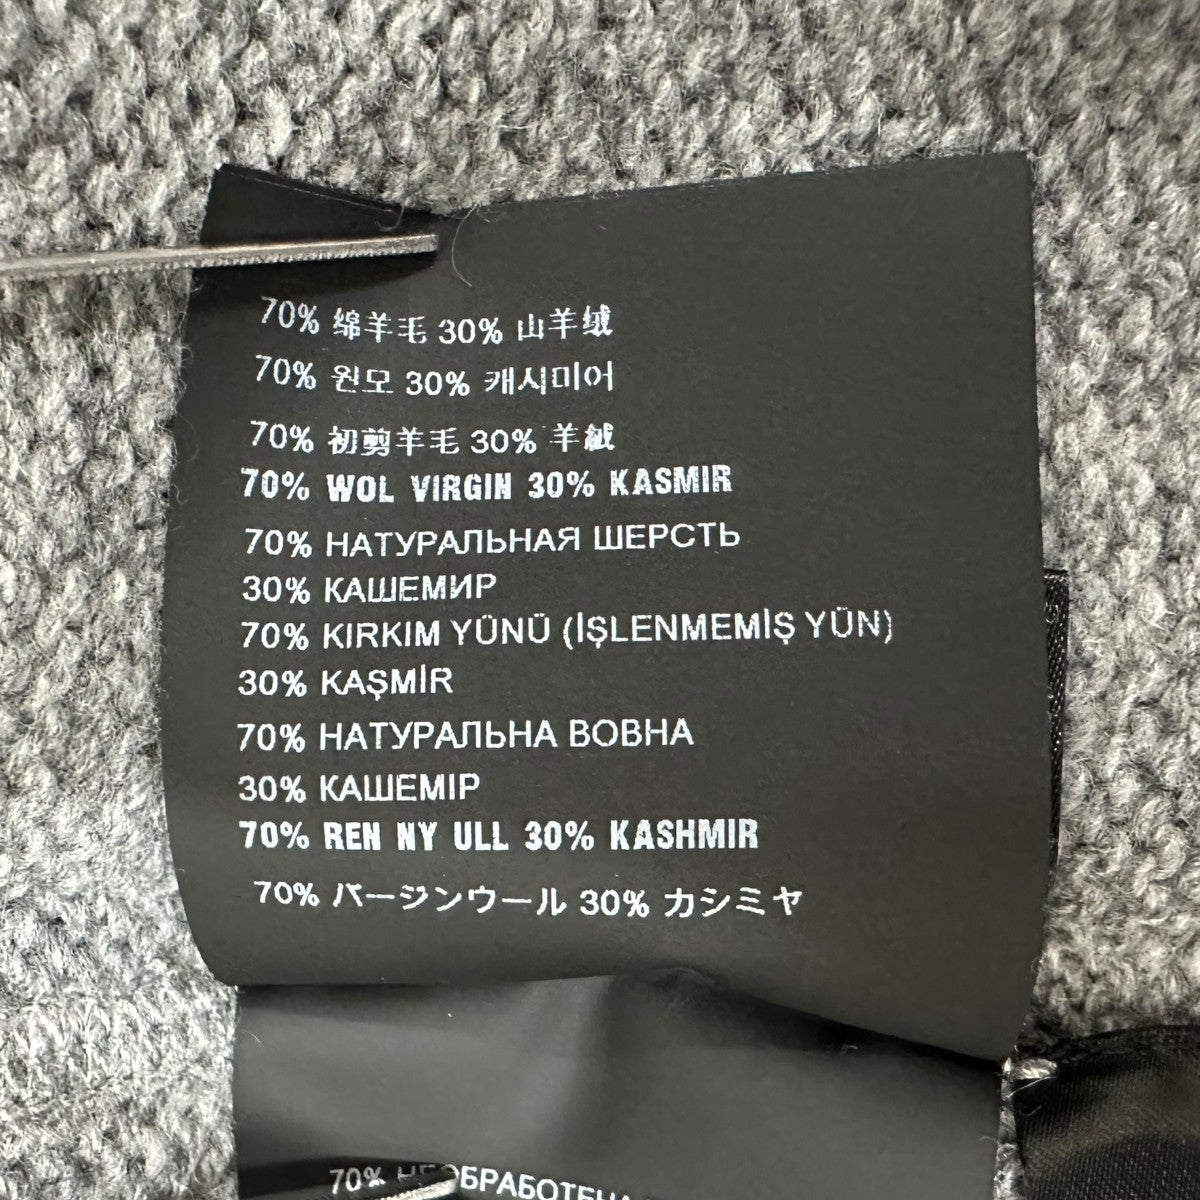 70% 绵羊毛 30% 山羊绒
70% 원모 30% 캐시미어
70% 初剪羊毛 30% 羊絨
70% WOL VIRGIN 30% KASMIR
70% НАТУРАЛЬНАЯ ШЕРСТЬ
30% КАШЕМИР
70% KIRKIM YÜNÜ (İŞLENMEMİŞ YÜN)
30% KAŞMİR
70% НАТУРАЛЬНА ВОВНА
30% КАШЕМІР
70% REN NY ULL 30% KASHMIR
70% バージンウール 30% カシミヤ
70%